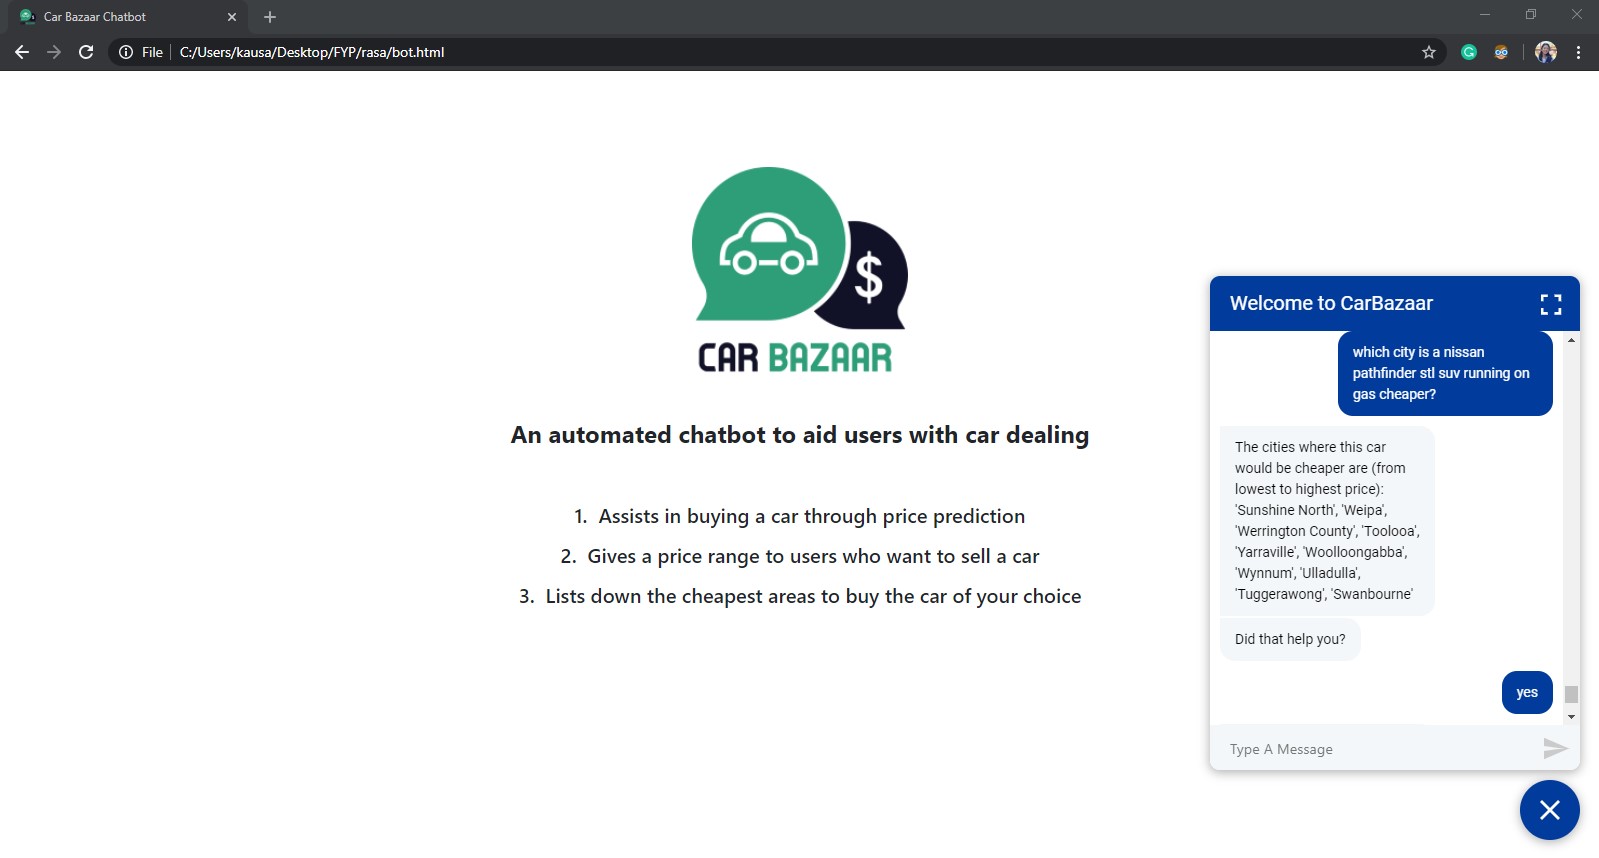 Car Bazaar Chatbot
File
C:/Users/kausa/Desktop/FYP/rasa/bot.html
$
CAR BAZAAR
An automated chatbot to aid users with car dealing
1. Assists in buying a car through price prediction
2. Gives a price range to users who want to sell a car
3. Lists down the cheapest areas to buy the car of your choice
Welcome to CarBazaar
which city is a nissan
pathfinder stl suv running on
gas cheaper?
The cities where this car
would be cheaper are (from
lowest to highest price):
'Sunshine North', 'Weipa',
'Werrington County', 'Toolooa',
'Yarraville', 'Woolloongabba',
'Wynnum', 'Ulladulla',
'Tuggerawong', 'Swanbourne'
Did that help you?
yes
Type A Message